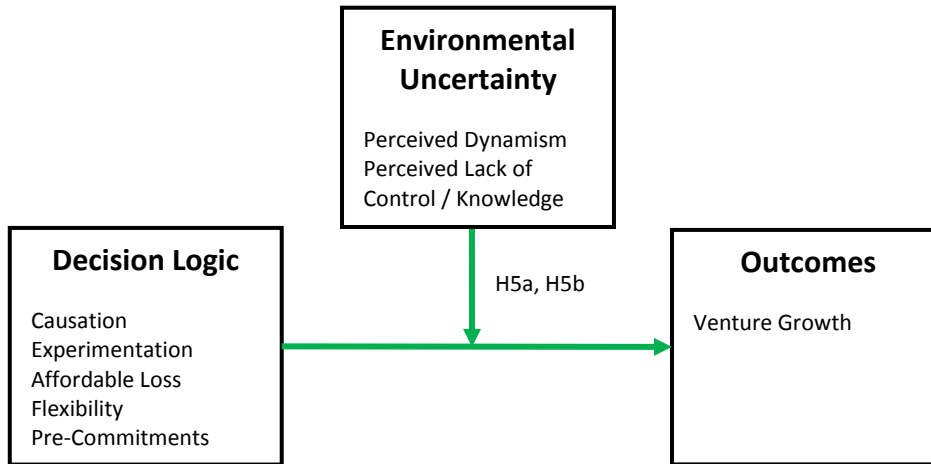 Environmental
Uncertainty
Perceived Dynamism
Perceived Lack of
Control / Knowledge
Decision Logic
Causation
Experimentation
Affordable Loss
Flexibility
Pre-Commitments
H5a, H5b
Outcomes
Venture Growth